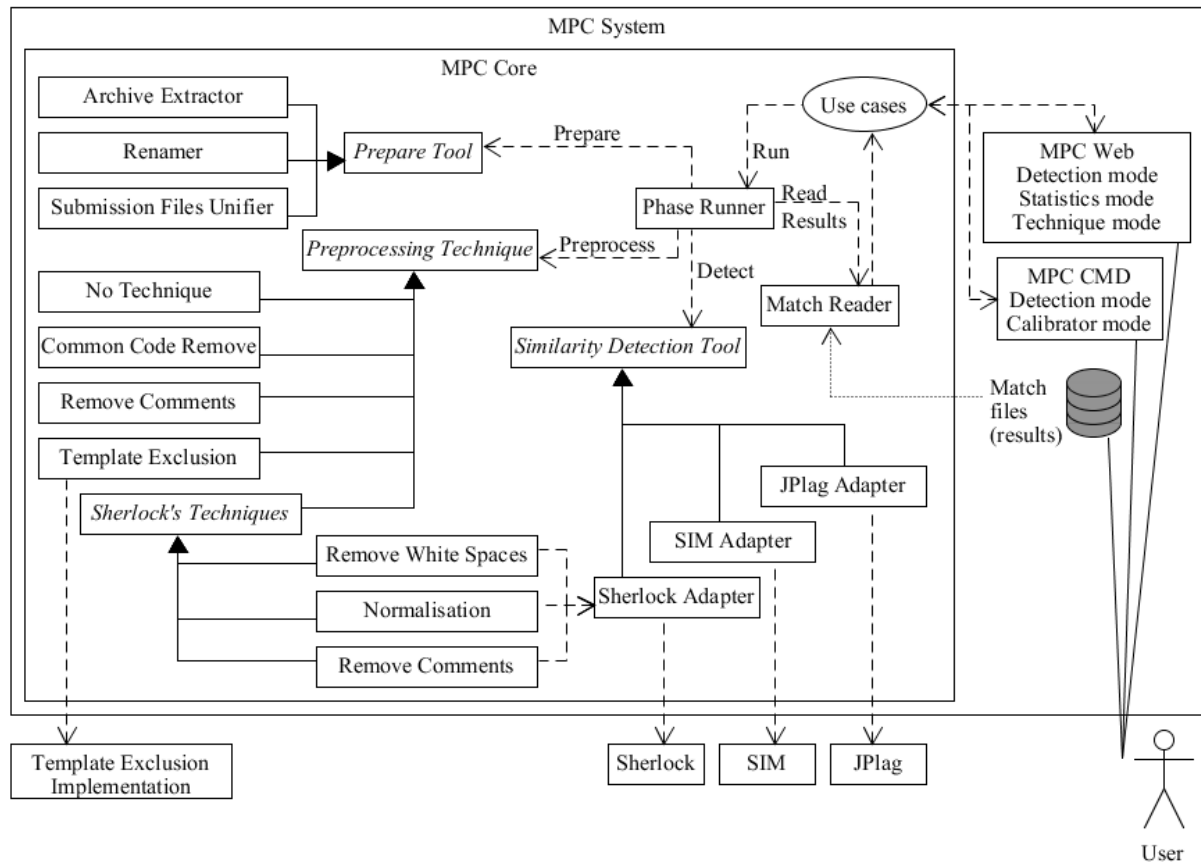 MPC System
MPC Core
Archive Extractor
Renamer
Submission Files Unifier
Prepare Tool
Prepare
Use cases
Run
Phase Runner
Read
Results
MPC Web
Detection mode
Statistics mode
Technique mode
Preprocessing Technique
Preprocess
Detect
No Technique
Common Code Remove
Remove Comments
Template Exclusion
Similarity Detection Tool
Match Reader
MPC CMD
Detection mode
Calibrator mode
Match
files
(results)
Sherlock's Techniques
JPlag Adapter
SIM Adapter
Sherlock Adapter
Remove White Spaces
Normalisation
Remove Comments
Template Exclusion
Implementation
Sherlock
SIM
JPlag
User